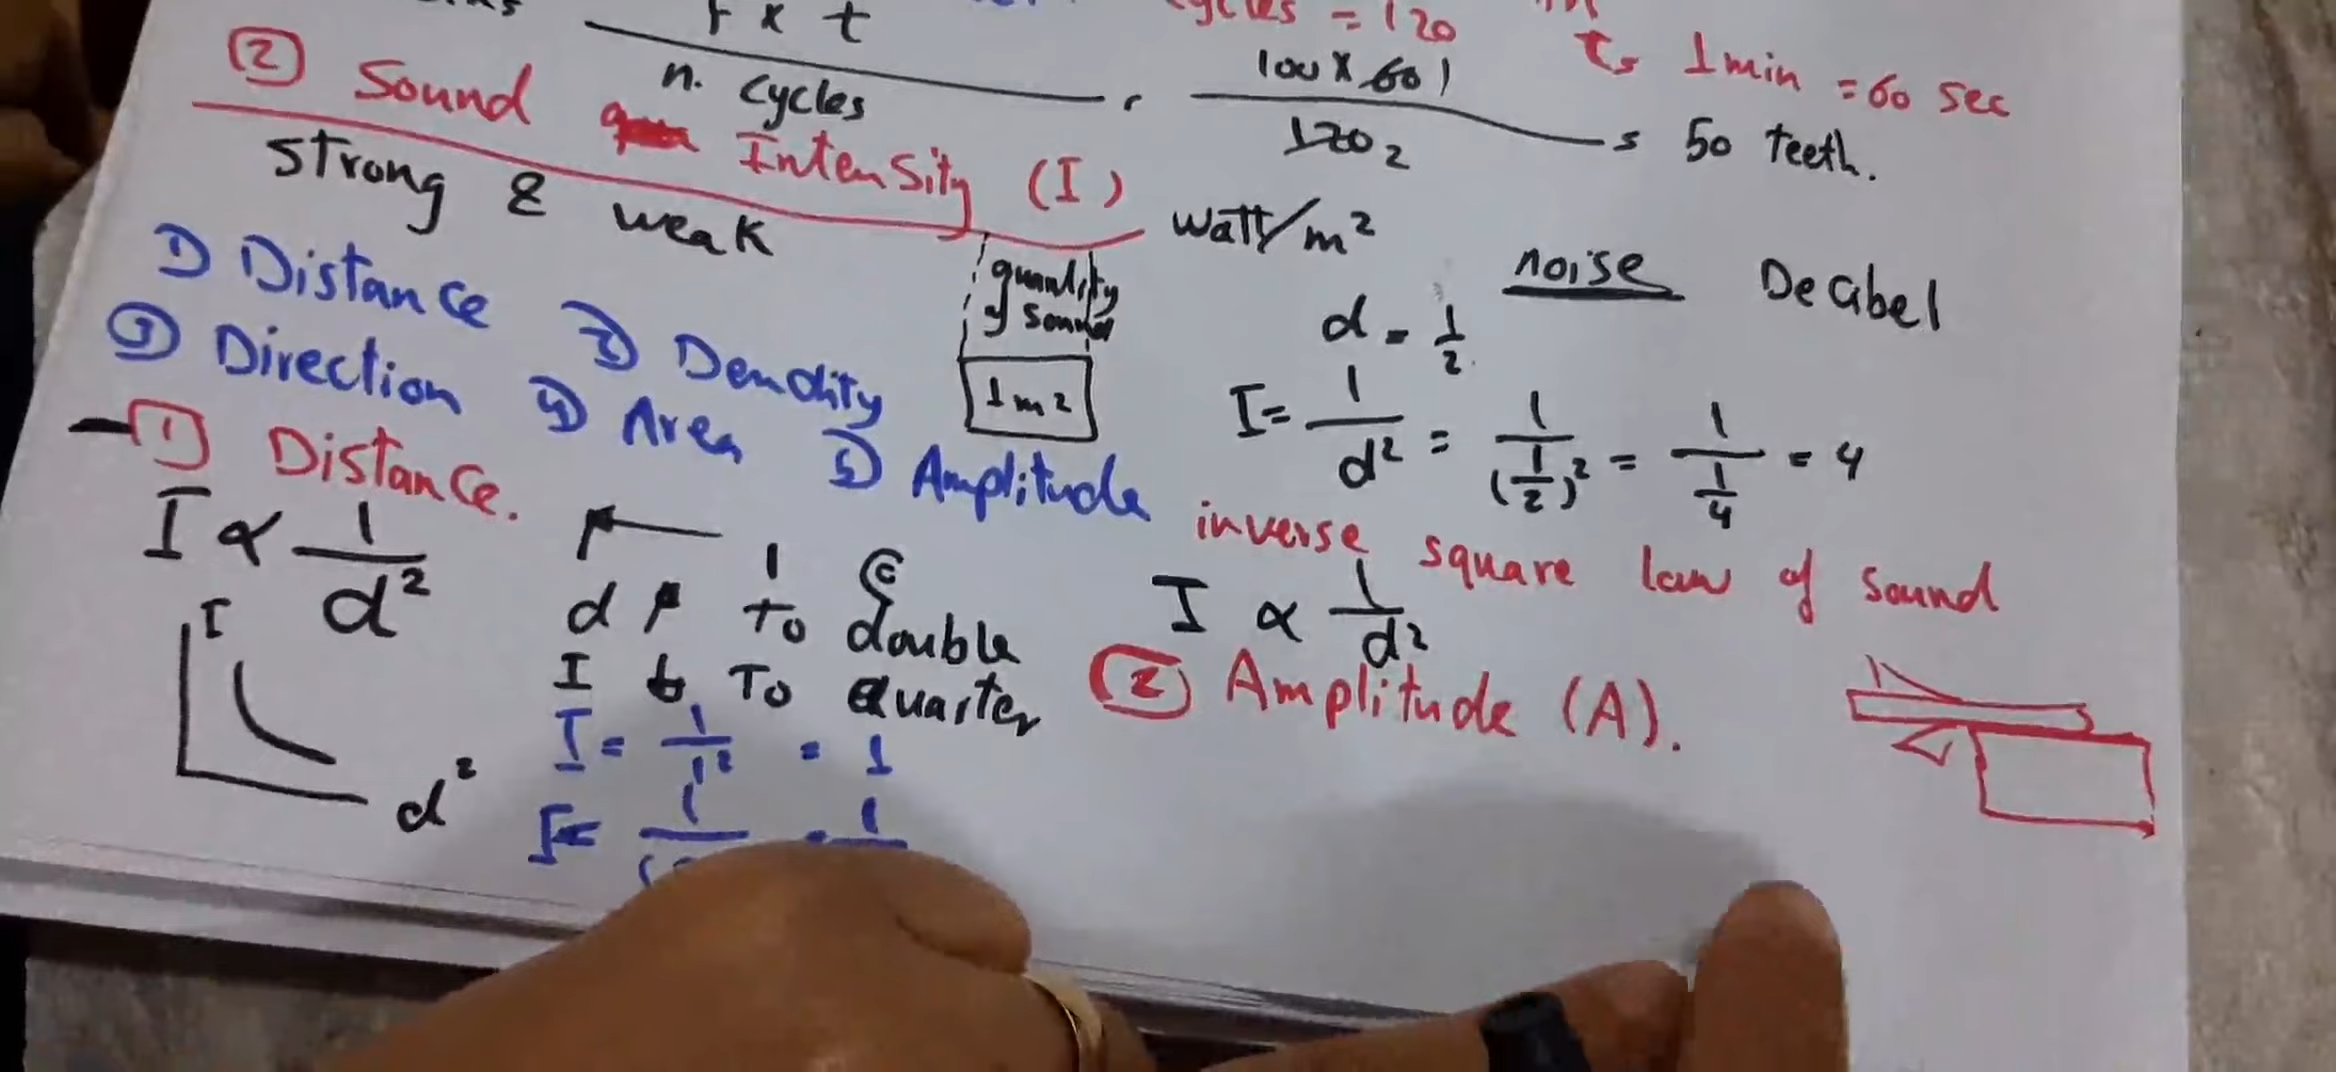 f x t
n. cycles
= 120
100 x 60
120 2
= 50 teeth.
1 min = 60 sec
② Sound Intensity (I)
strong & weak
watt/m²
noise Decibel
1) Distance 2) Density
3) Direction 4) Area 5) Amplitude
quantity
of sound
1 m²
d = 1/2
I = 1/d² = 1/(1/2)² = 1/(1/4) = 4
1 Distance.
I ∝ 1/d²
I
d²
d To double
I To quarter
I = 1/1² = 1
I = 1
inverse square law of sound
I ∝ 1/d²
② Amplitude (A).